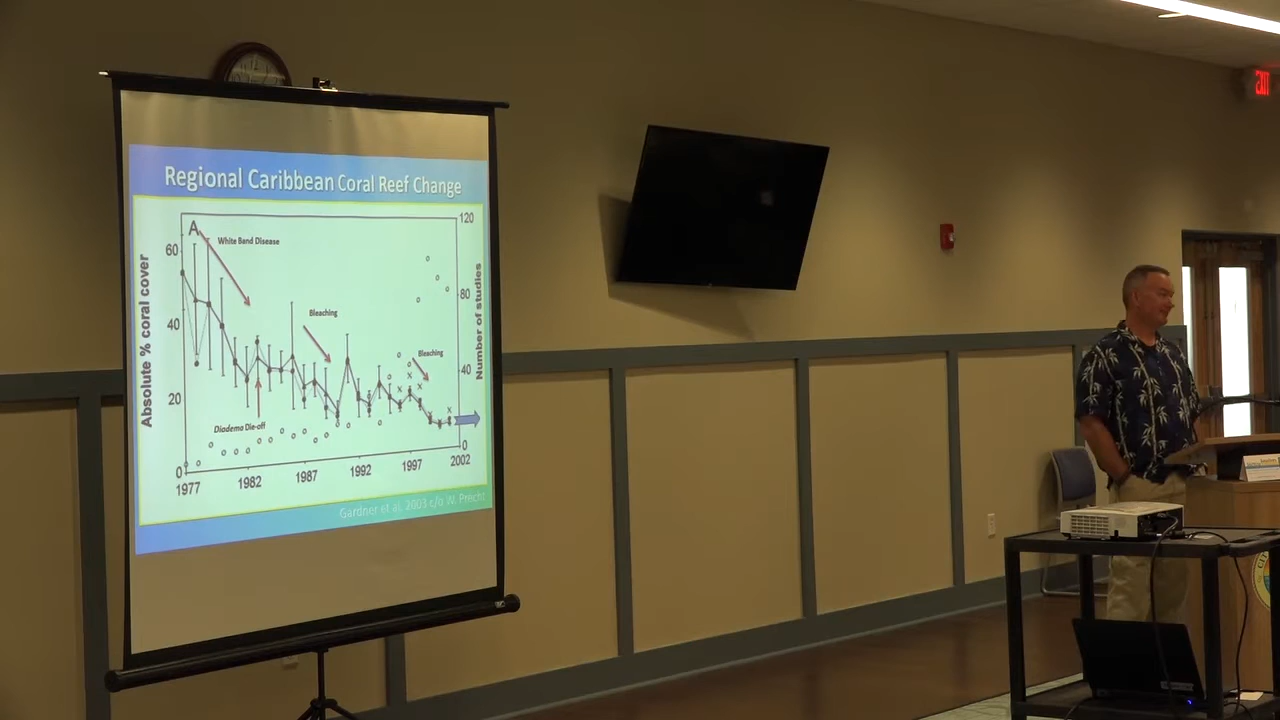 Regional Caribbean Coral Reef Change
A
White Band Disease
Bleaching
Bleaching
Diadema Die-off
Absolute % coral cover
60
40
20
0
Number of studies
120
80
40
0
1977
1982
1987
1992
1997
2002
Gardner et al. 2003 c/o W. Precht
EXIT